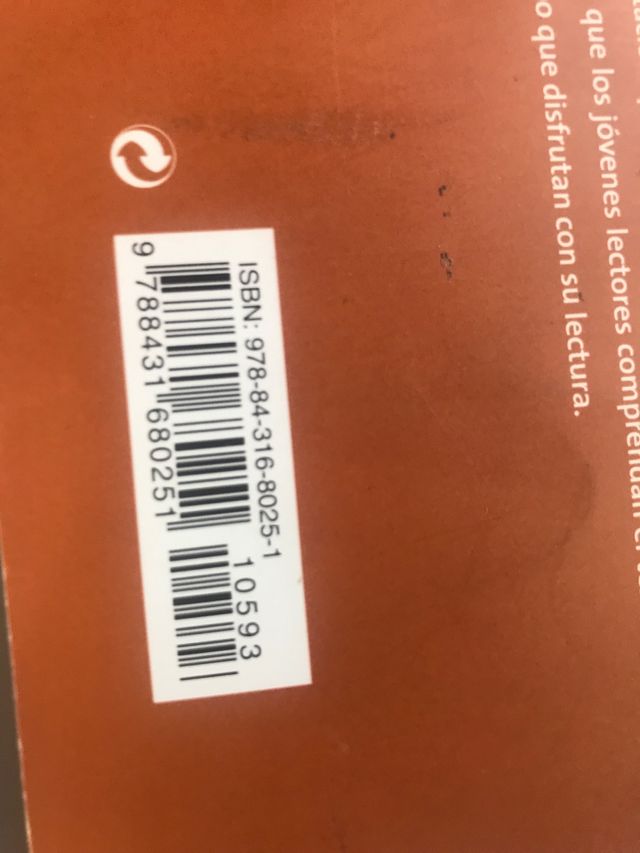 que los jóvenes lectores comprendan
o que disfrutan con su lectura.
ISBN: 978-84-316-8025-1
10593
9 788431 680251